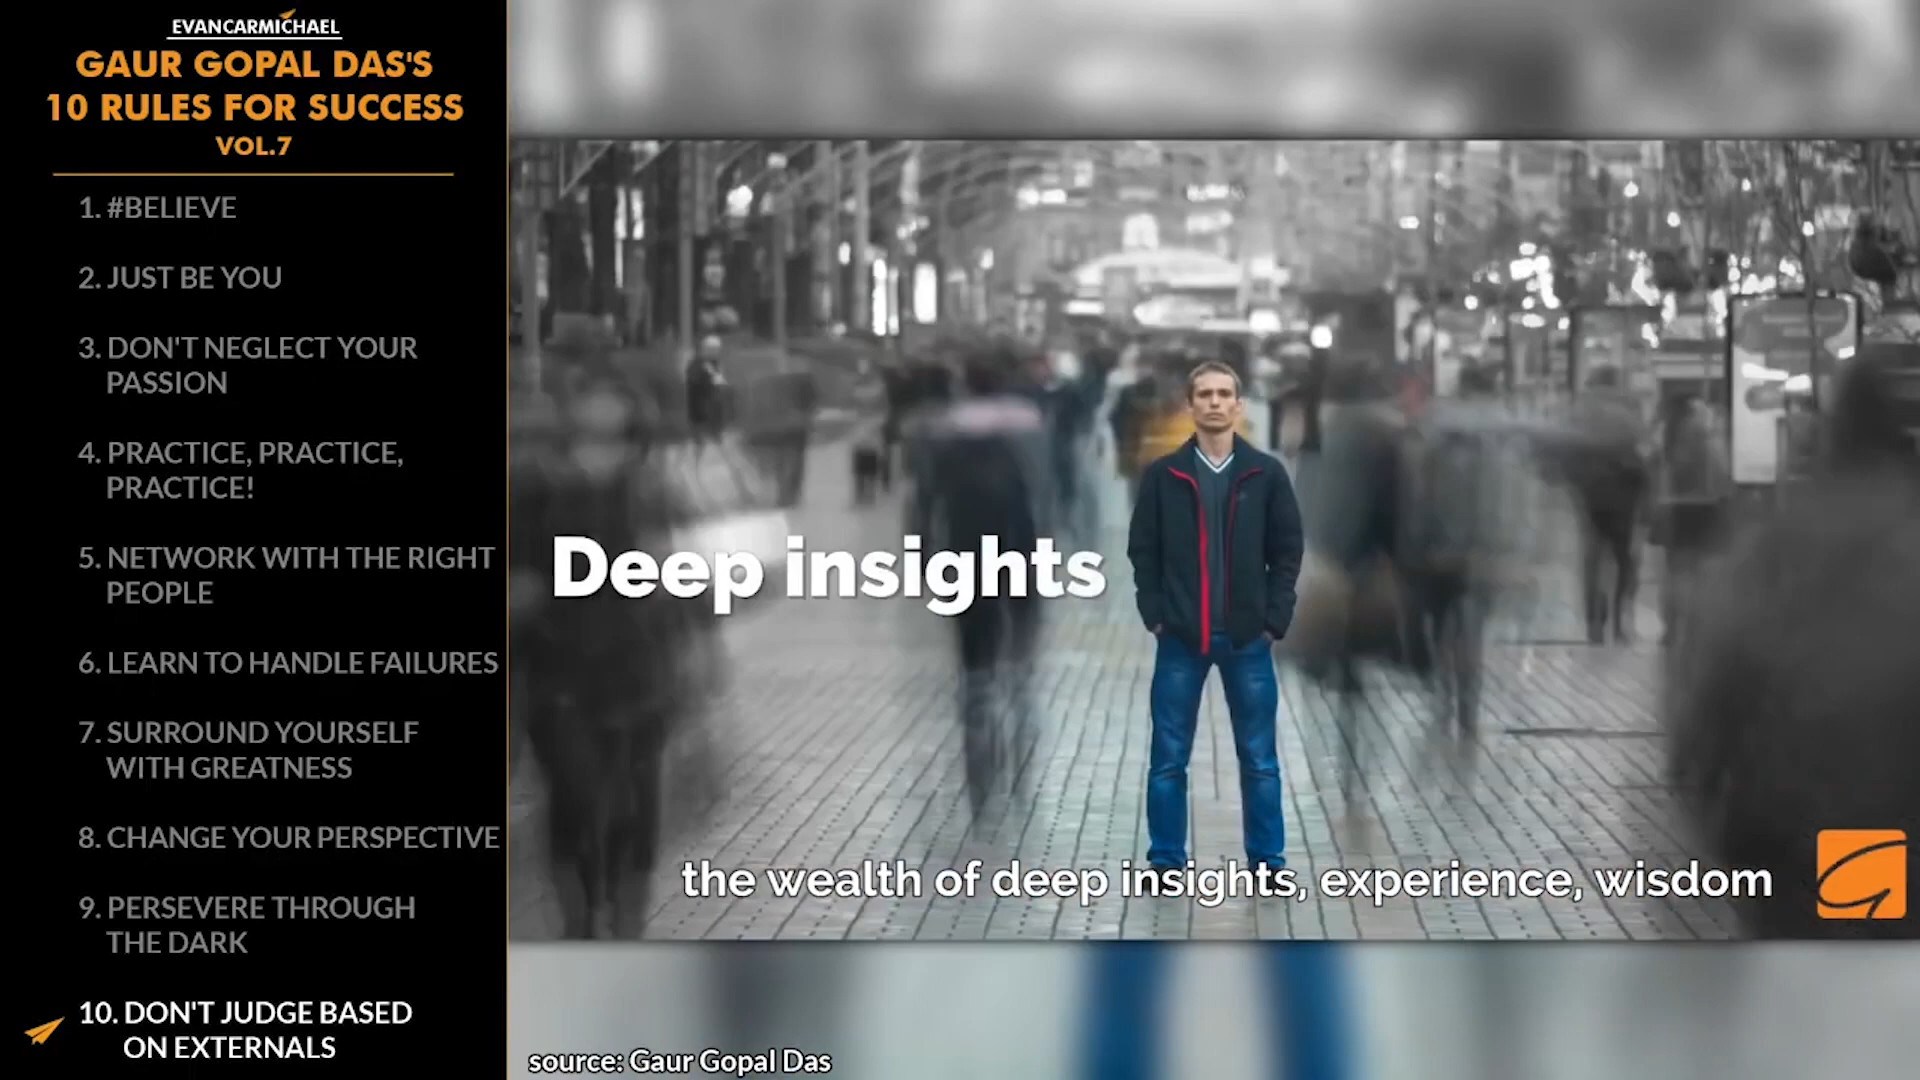 EVANCARMICHAEL
GAUR GOPAL DAS'S
10 RULES FOR SUCCESS
VOL.7
1. #BELIEVE
2. JUST BE YOU
3. DON'T NEGLECT YOUR
PASSION
4. PRACTICE, PRACTICE,
PRACTICE!
5. NETWORK WITH THE RIGHT
PEOPLE
6. LEARN TO HANDLE FAILURES
7. SURROUND YOURSELF
WITH GREATNESS
8. CHANGE YOUR PERSPECTIVE
9. PERSEVERE THROUGH
THE DARK
10. DON'T JUDGE BASED
ON EXTERNALS
Deep insights
the wealth of deep insights, experience, wisdom
source: Gaur Gopal Das